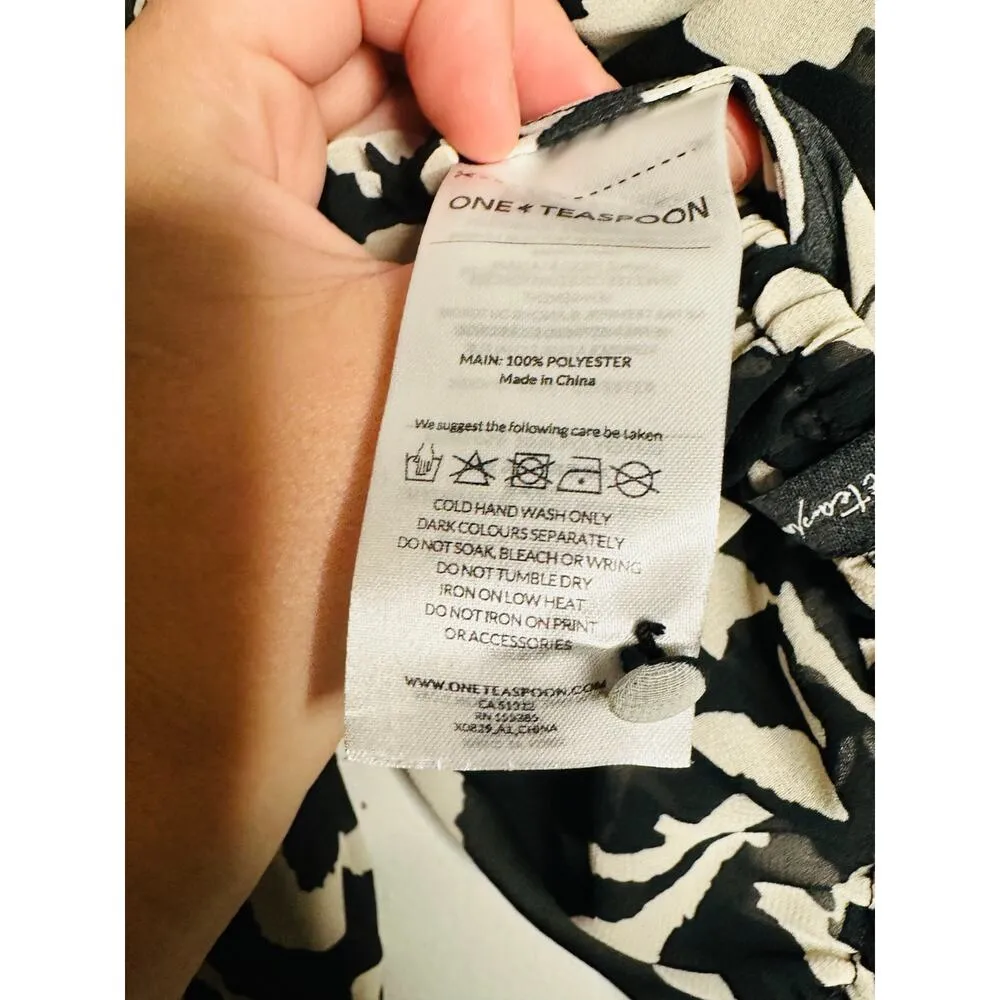 ONE TEASPOON
MAIN: 100% POLYESTER
Made in China
We suggest the following care be taken
COLD HAND WASH ONLY
DARK COLOURS SEPARATELY
DO NOT SOAK, BLEACH OR WRING
DO NOT TUMBLE DRY
IRON ON LOW HEAT
DO NOT IRON ON PRINT
OR ACCESSORIES
WWW.ONETEASPOON.COM
CA
RN
CHINA